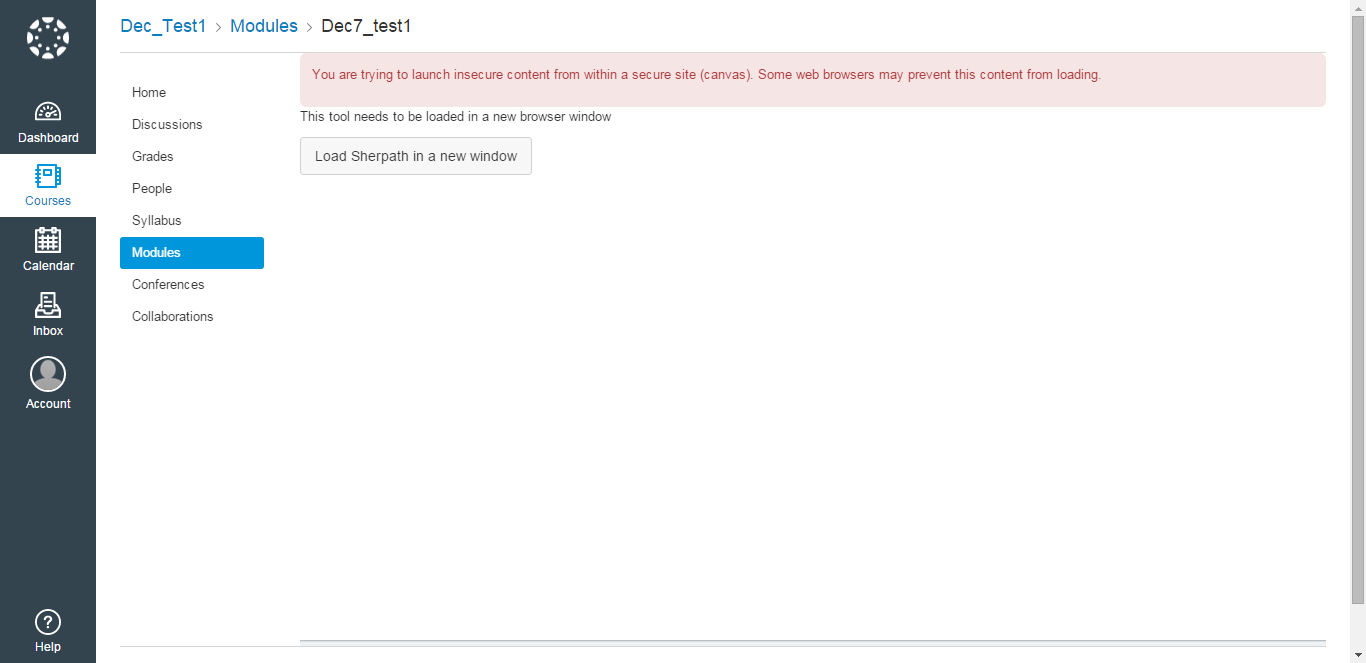 Dec_Test1 > Modules > Dec7_test1
Dashboard
Courses
Calendar
Inbox
Account
Help
Home
Discussions
Grades
People
Syllabus
Modules
Conferences
Collaborations
You are trying to launch insecure content from within a secure site (canvas). Some web browsers may prevent this content from loading.
This tool needs to be loaded in a new browser window
Load Sherpath in a new window